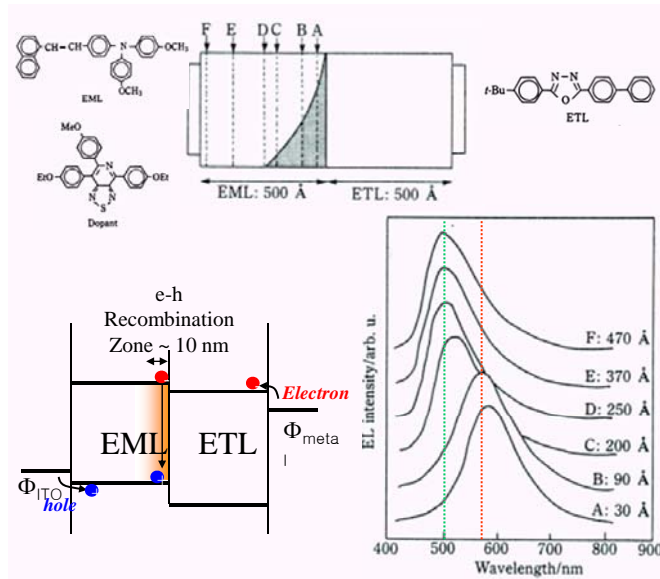 F E D C B A
CH=CH
N
OCH₃
OCH₃
EML
MeO
EtO
N
OEt
N N
S
Dopant
EML: 500 Å
ETL: 500 Å
t-Bu
N—N
O
ETL
e-h
Recombination
Zone ~ 10 nm
Electron
EML
ETL
Φmeta
l
ΦITO
hole
EL intensity/arb. u.
F: 470 Å
E: 370 Å
D: 250 Å
C: 200 Å
B: 90 Å
A: 30 Å
400 500 600 700 800 900
Wavelength/nm